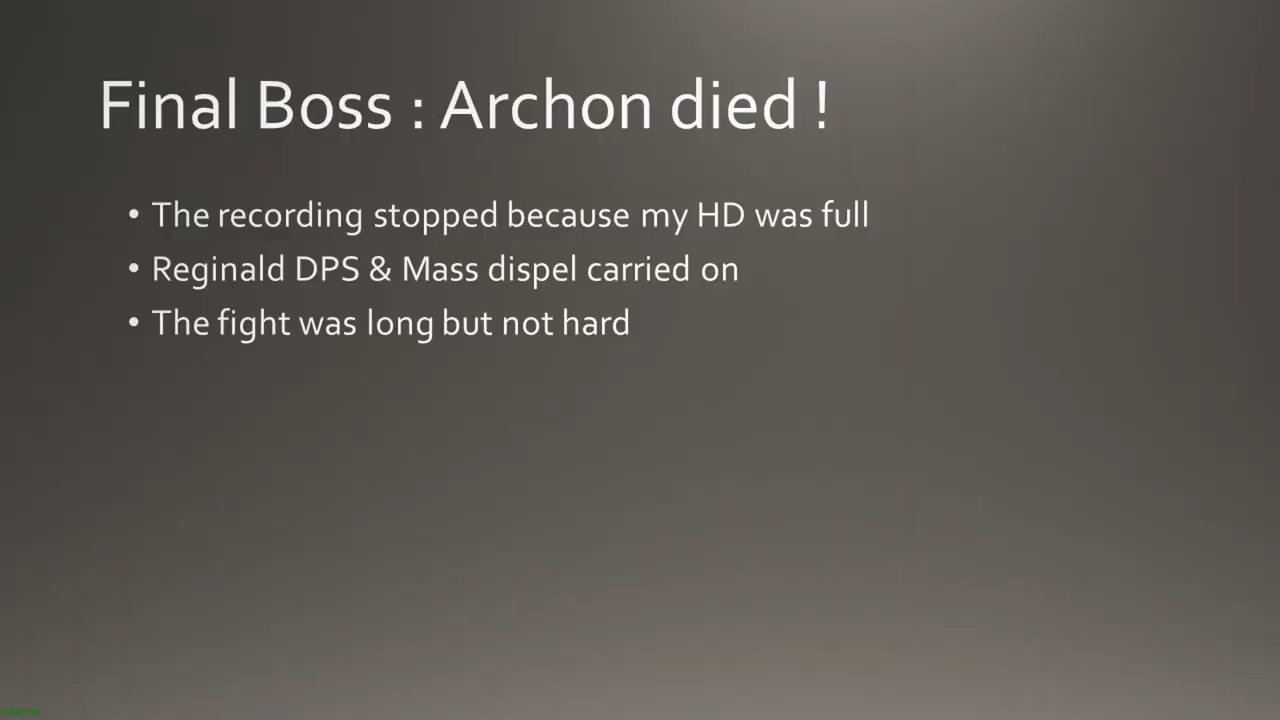 Final Boss : Archon died !
• The recording stopped because my HD was full
• Reginald DPS & Mass dispel carried on
• The fight was long but not hard